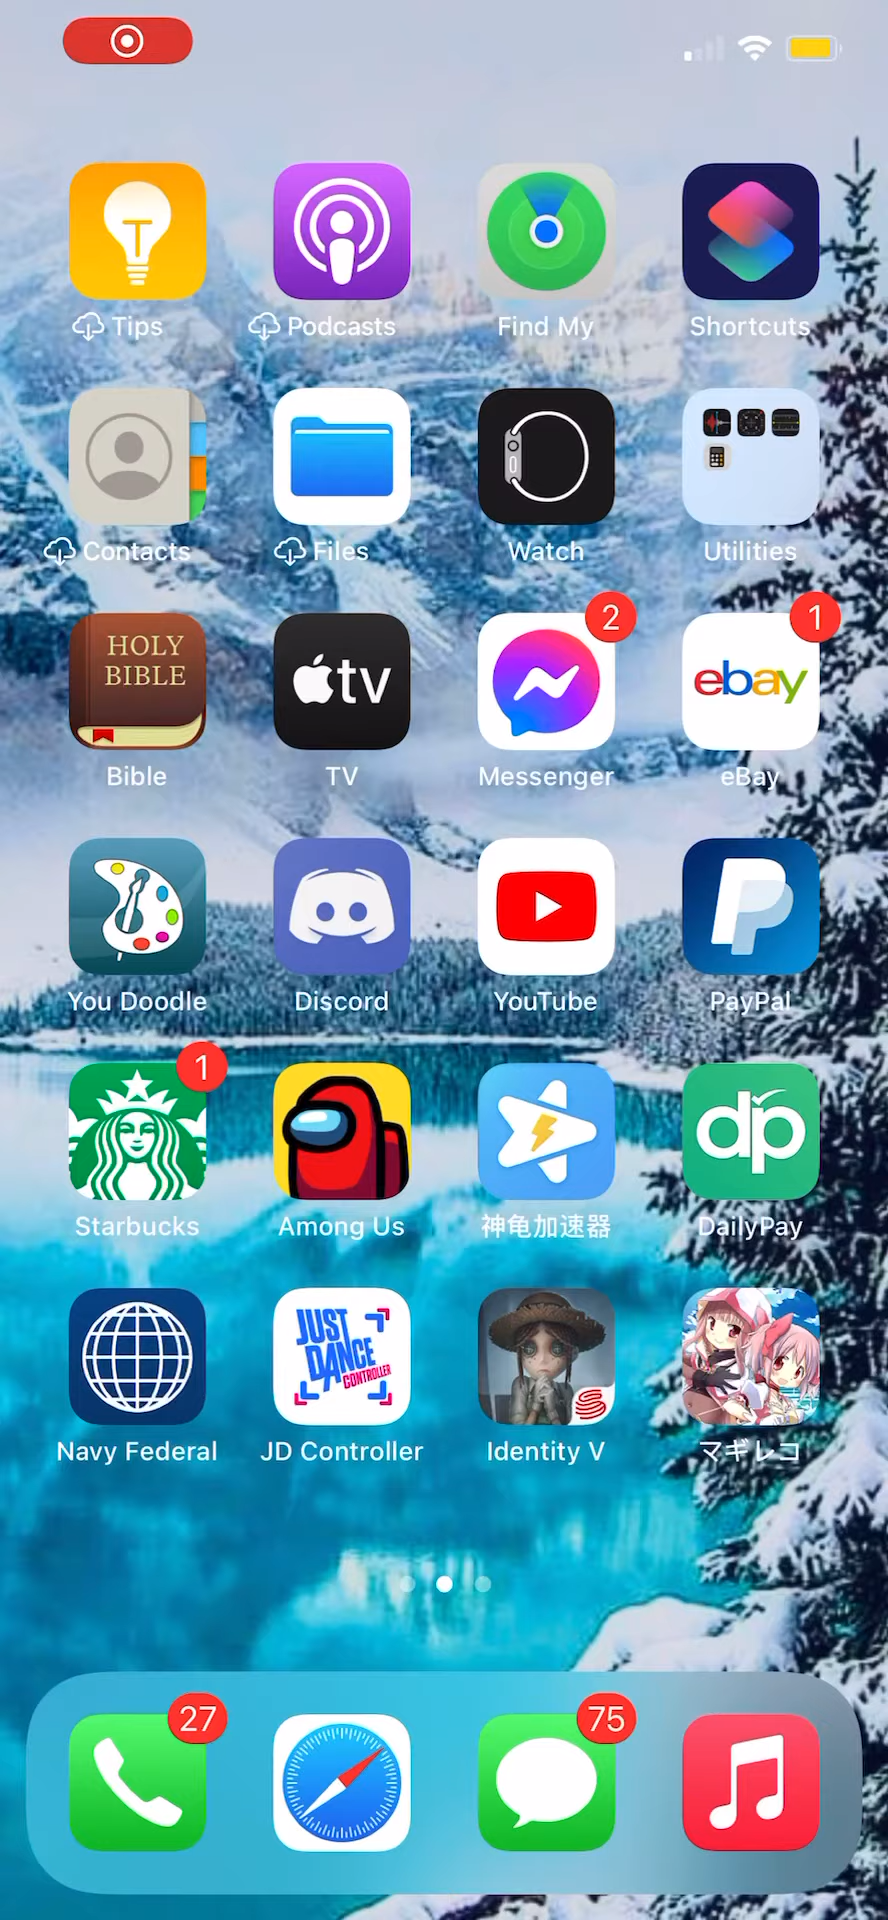 Tips
Podcasts
Find My
Shortcuts
Contacts
Files
Watch
Utilities
HOLY
BIBLE
tv
2
1
ebay
Bible
TV
Messenger
eBay
You Doodle
Discord
YouTube
PayPal
1
dp
Starbucks
Among Us
神龟加速器
DailyPay
JUST
DANCE
CONTROLLER
Navy Federal
JD Controller
Identity V
マギレコ
27
75